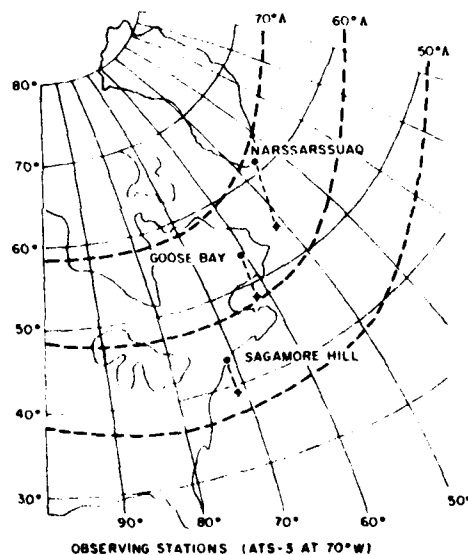 70°Λ 60°Λ 50°Λ
80°
NARSSARSSUAQ
70°
60°
GOOSE BAY
50°
SAGAMORE HILL
40°
30°
90° 80° 70° 60° 50°
OBSERVING STATIONS (ATS-5 AT 70°W)